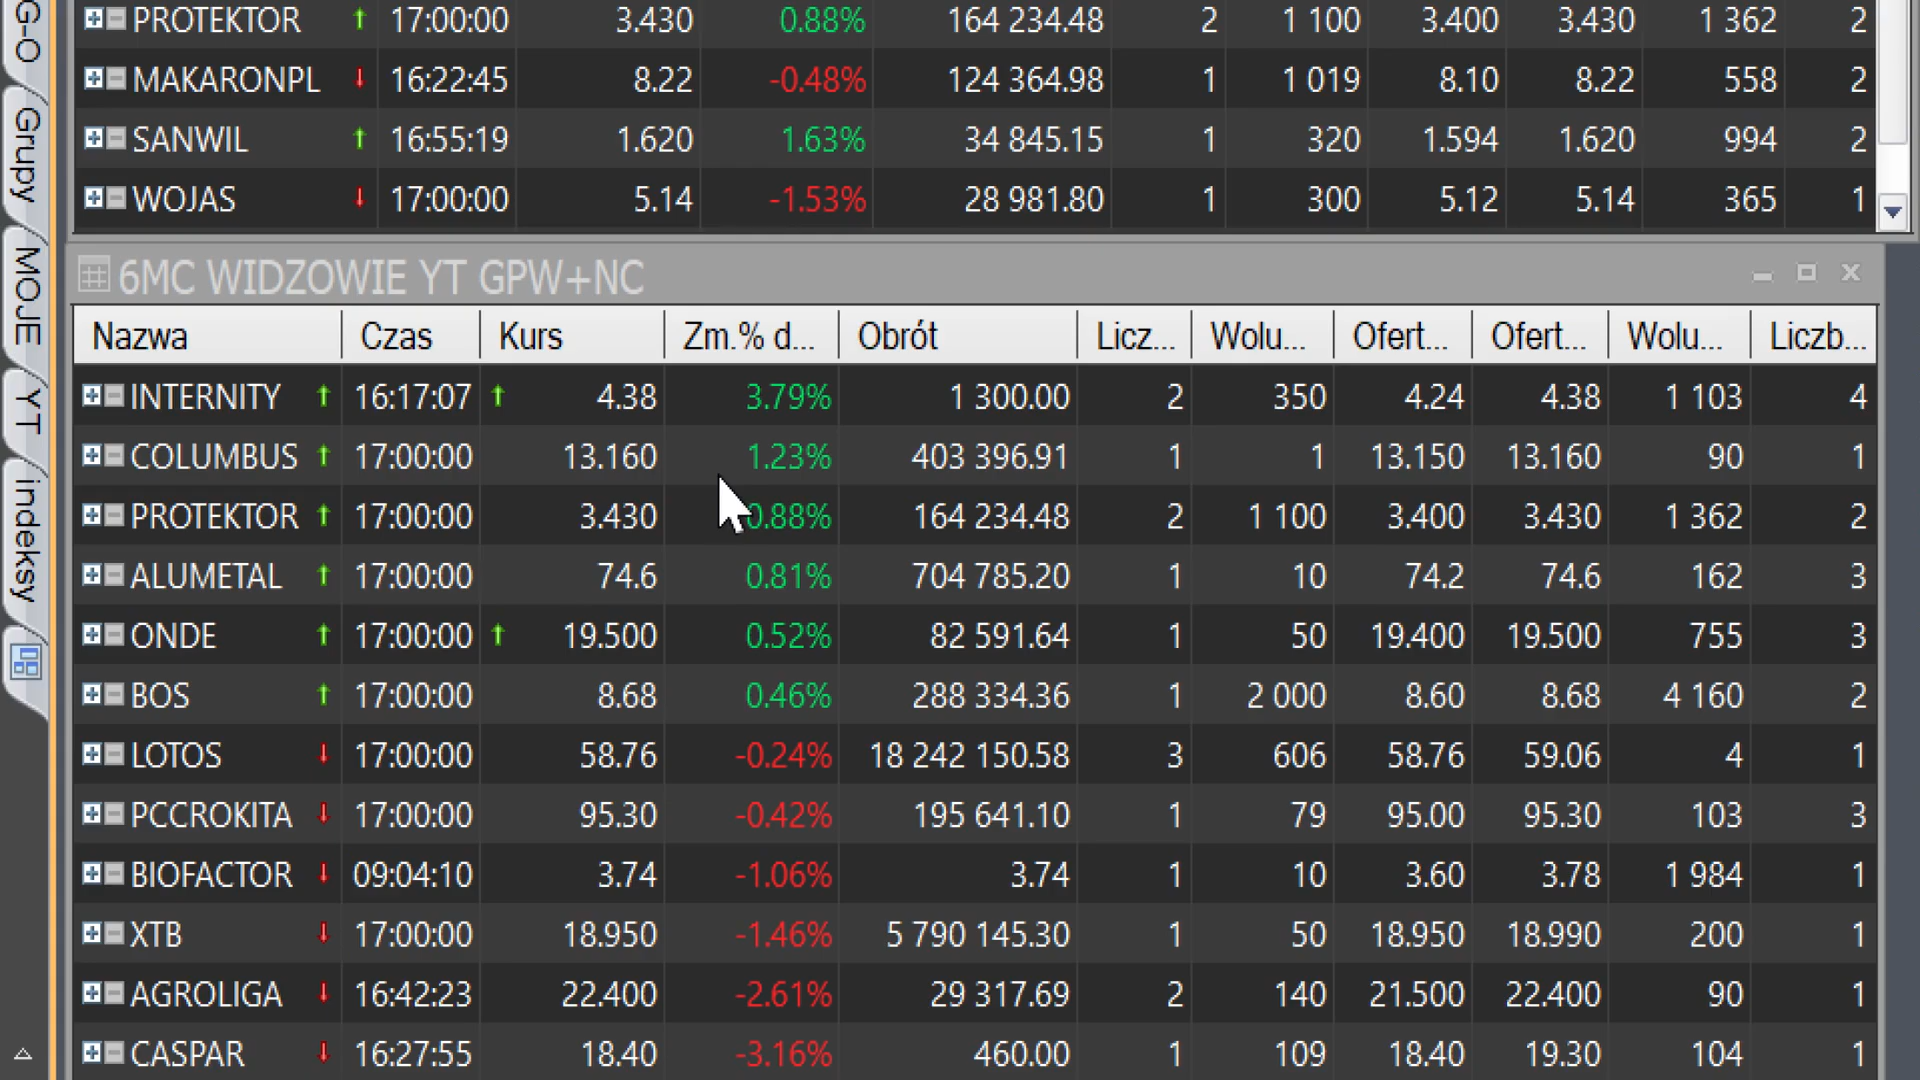 PROTEKTOR 17:00:00 3.430 0.88% 164 234.48 2 1 100 3.400 3.430 1 362 2
MAKARONPL 16:22:45 8.22 -0.48% 124 364.98 1 1 019 8.10 8.22 558 2
SANWIL 16:55:19 1.620 1.63% 34 845.15 1 320 1.594 1.620 994 2
WOJAS 17:00:00 5.14 -1.53% 28 981.80 1 300 5.12 5.14 365 1
6MC WIDZOWIE YT GPW+NC
Nazwa Czas Kurs Zm.% d... Obrót Licz... Wolu... Ofert... Ofert... Wolu... Liczb...
INTERNITY 16:17:07 4.38 3.79% 1 300.00 2 350 4.24 4.38 1 103 4
COLUMBUS 17:00:00 13.160 1.23% 403 396.91 1 1 13.150 13.160 90 1
PROTEKTOR 17:00:00 3.430 0.88% 164 234.48 2 1 100 3.400 3.430 1 362 2
ALUMETAL 17:00:00 74.6 0.81% 704 785.20 1 10 74.2 74.6 162 3
ONDE 17:00:00 19.500 0.52% 82 591.64 1 50 19.400 19.500 755 3
BOS 17:00:00 8.68 0.46% 288 334.36 1 2 000 8.60 8.68 4 160 2
LOTOS 17:00:00 58.76 -0.24% 18 242 150.58 3 606 58.76 59.06 4 1
PCCROKITA 17:00:00 95.30 -0.42% 195 641.10 1 79 95.00 95.30 103 3
BIOFACTOR 09:04:10 3.74 -1.06% 3.74 1 10 3.60 3.78 1 984 1
XTB 17:00:00 18.950 -1.46% 5 790 145.30 1 50 18.950 18.990 200 1
AGROLIGA 16:42:23 22.400 -2.61% 29 317.69 2 140 21.500 22.400 90 1
CASPAR 16:27:55 18.40 -3.16% 460.00 1 109 18.40 19.30 104 1
G-O
Grupy
MOJE
YT
indeksy